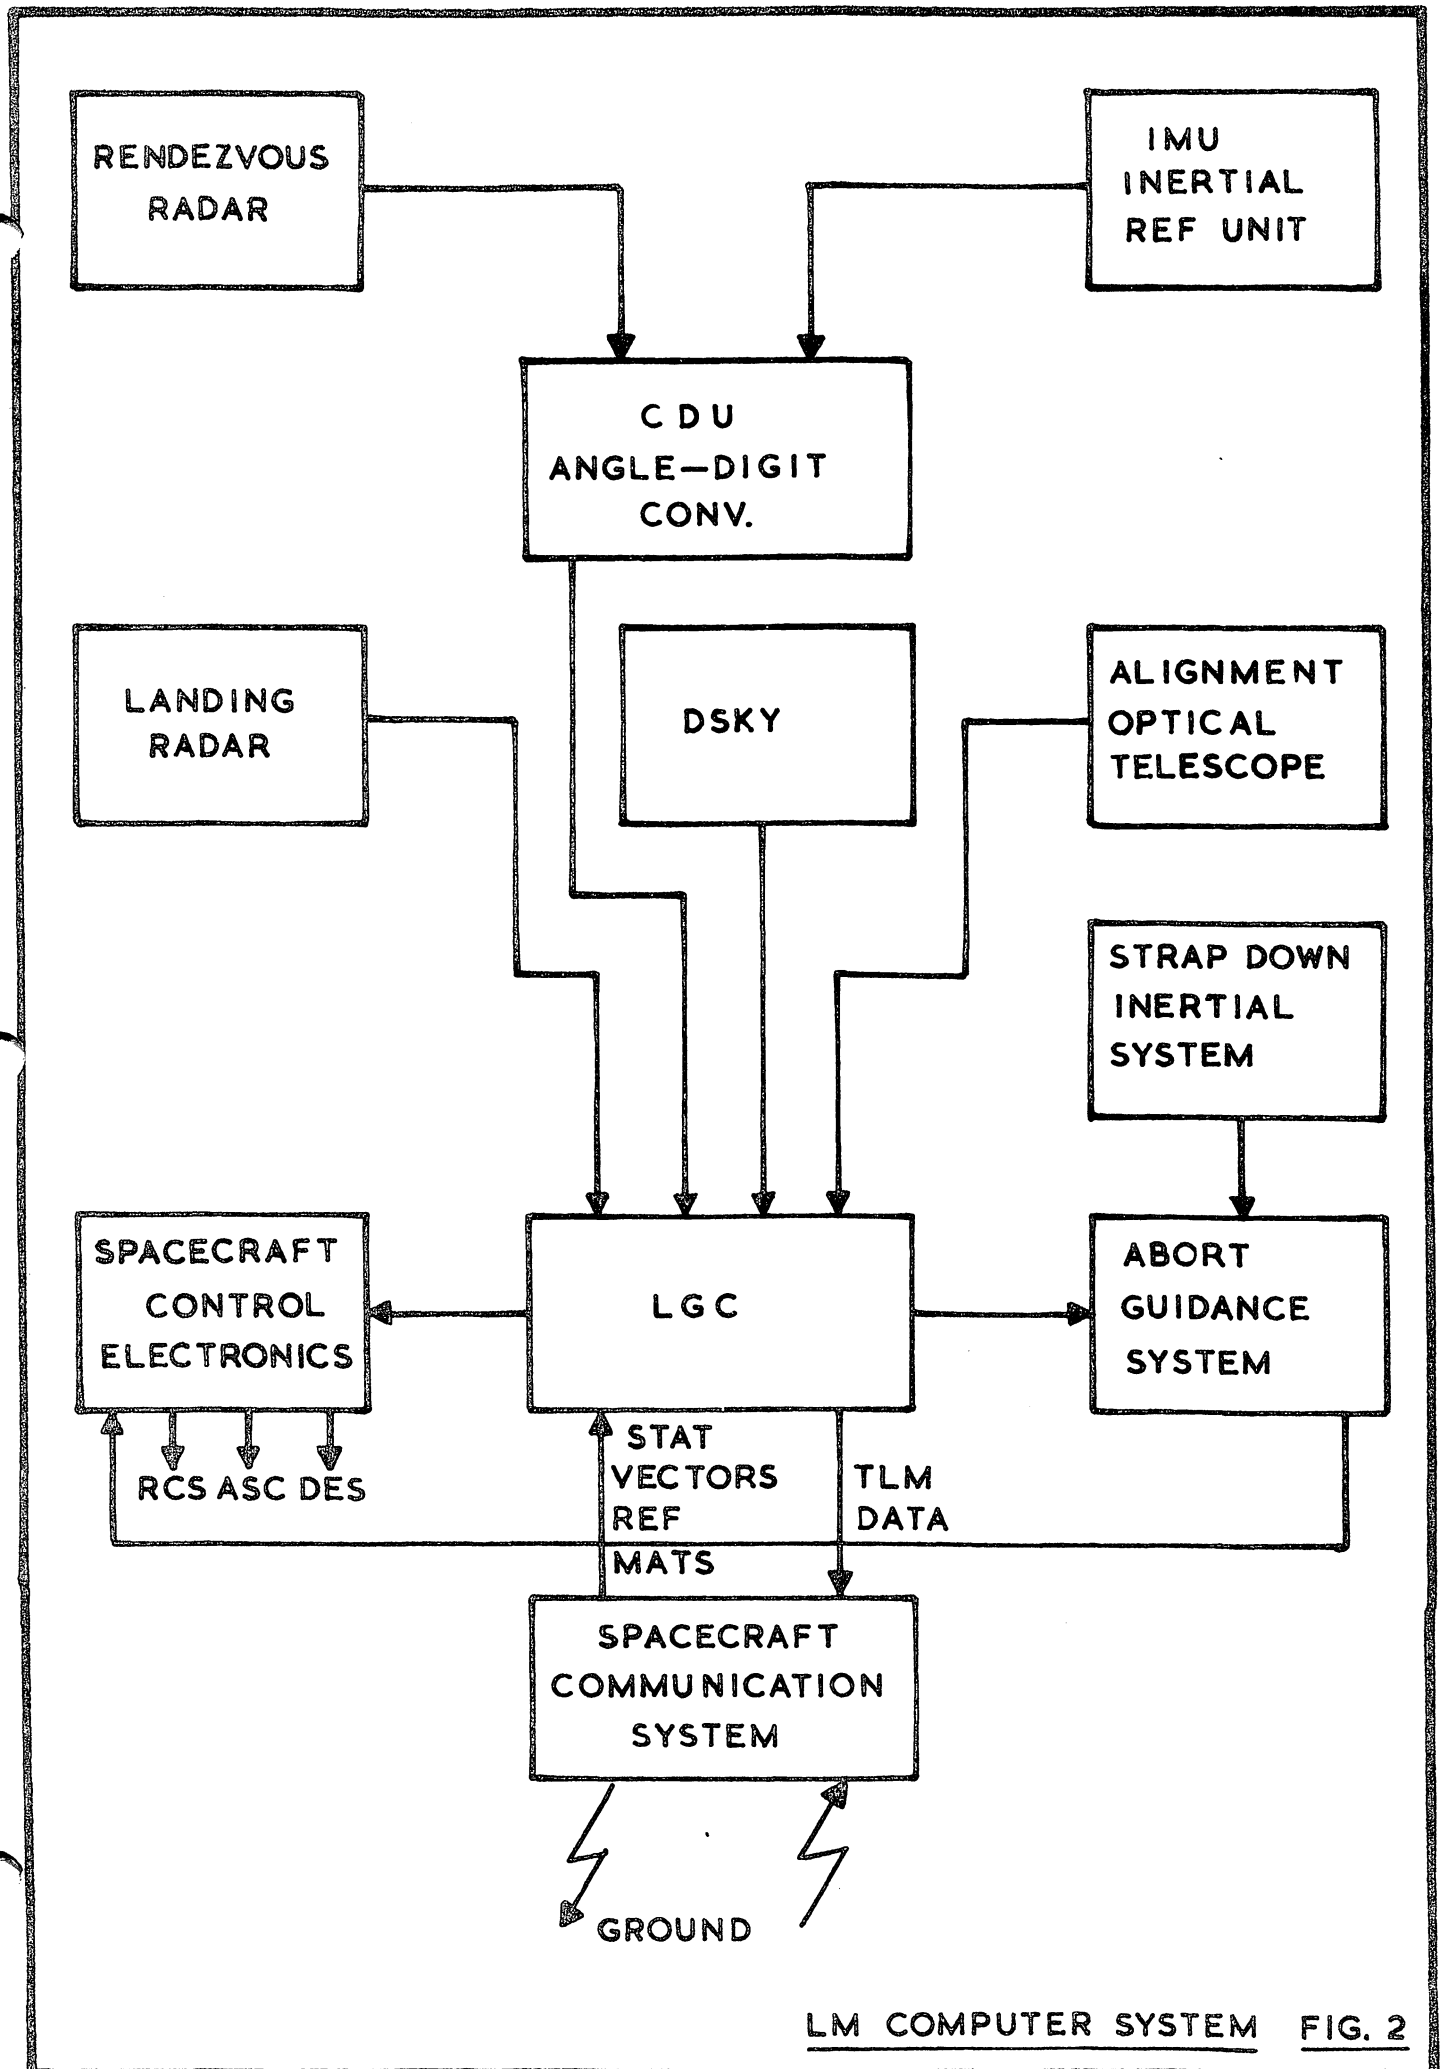 RENDEZVOUS
RADAR
IMU
INERTIAL
REF UNIT
CDU
ANGLE—DIGIT
CONV.
LANDING
RADAR
DSKY
ALIGNMENT
OPTICAL
TELESCOPE
STRAP DOWN
INERTIAL
SYSTEM
SPACECRAFT
CONTROL
ELECTRONICS
LGC
ABORT
GUIDANCE
SYSTEM
RCS ASC DES
STAT
VECTORS
REF
MATS
TLM
DATA
SPACECRAFT
COMMUNICATION
SYSTEM
GROUND
LM COMPUTER SYSTEM FIG. 2